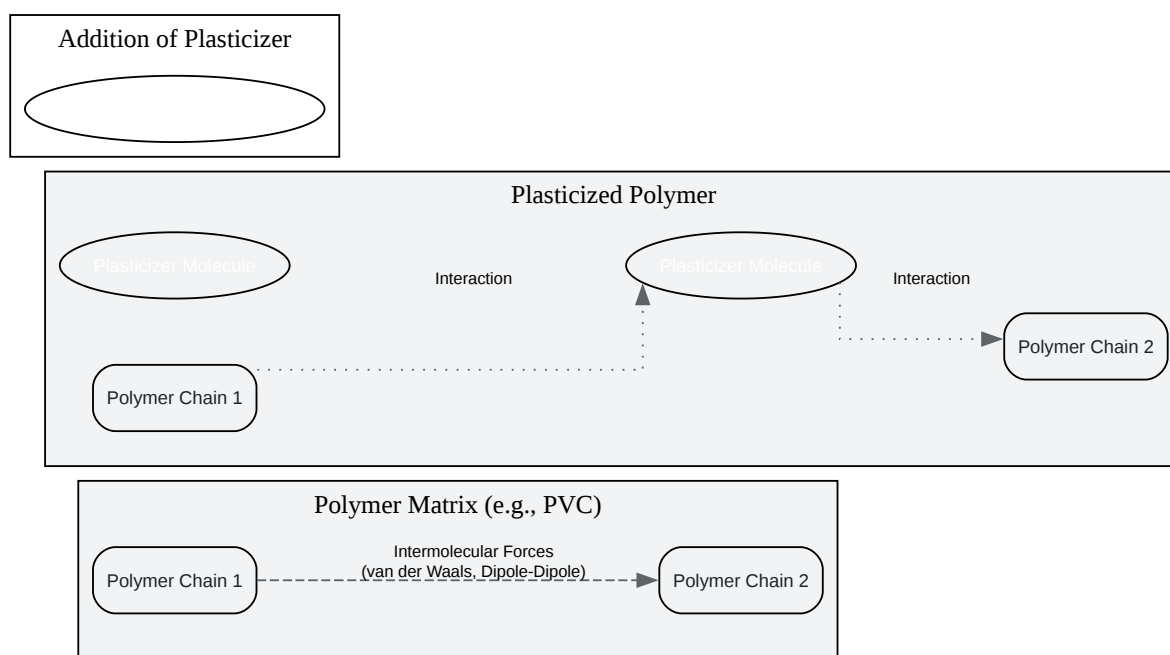 Addition of Plasticizer
Plasticized Polymer
Plasticizer Molecule
Interaction
Plasticizer Molecule
Interaction
Polymer Chain 2
Polymer Chain 1
Polymer Matrix (e.g., PVC)
Polymer Chain 1
Intermolecular Forces
(van der Waals, Dipole-Dipole)
Polymer Chain 2